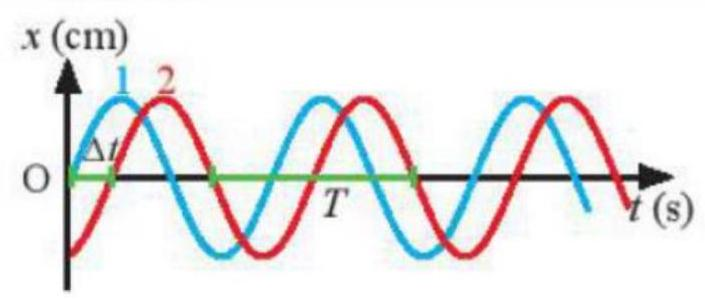 x (cm)
1 2
Δt
O
T
t (s)